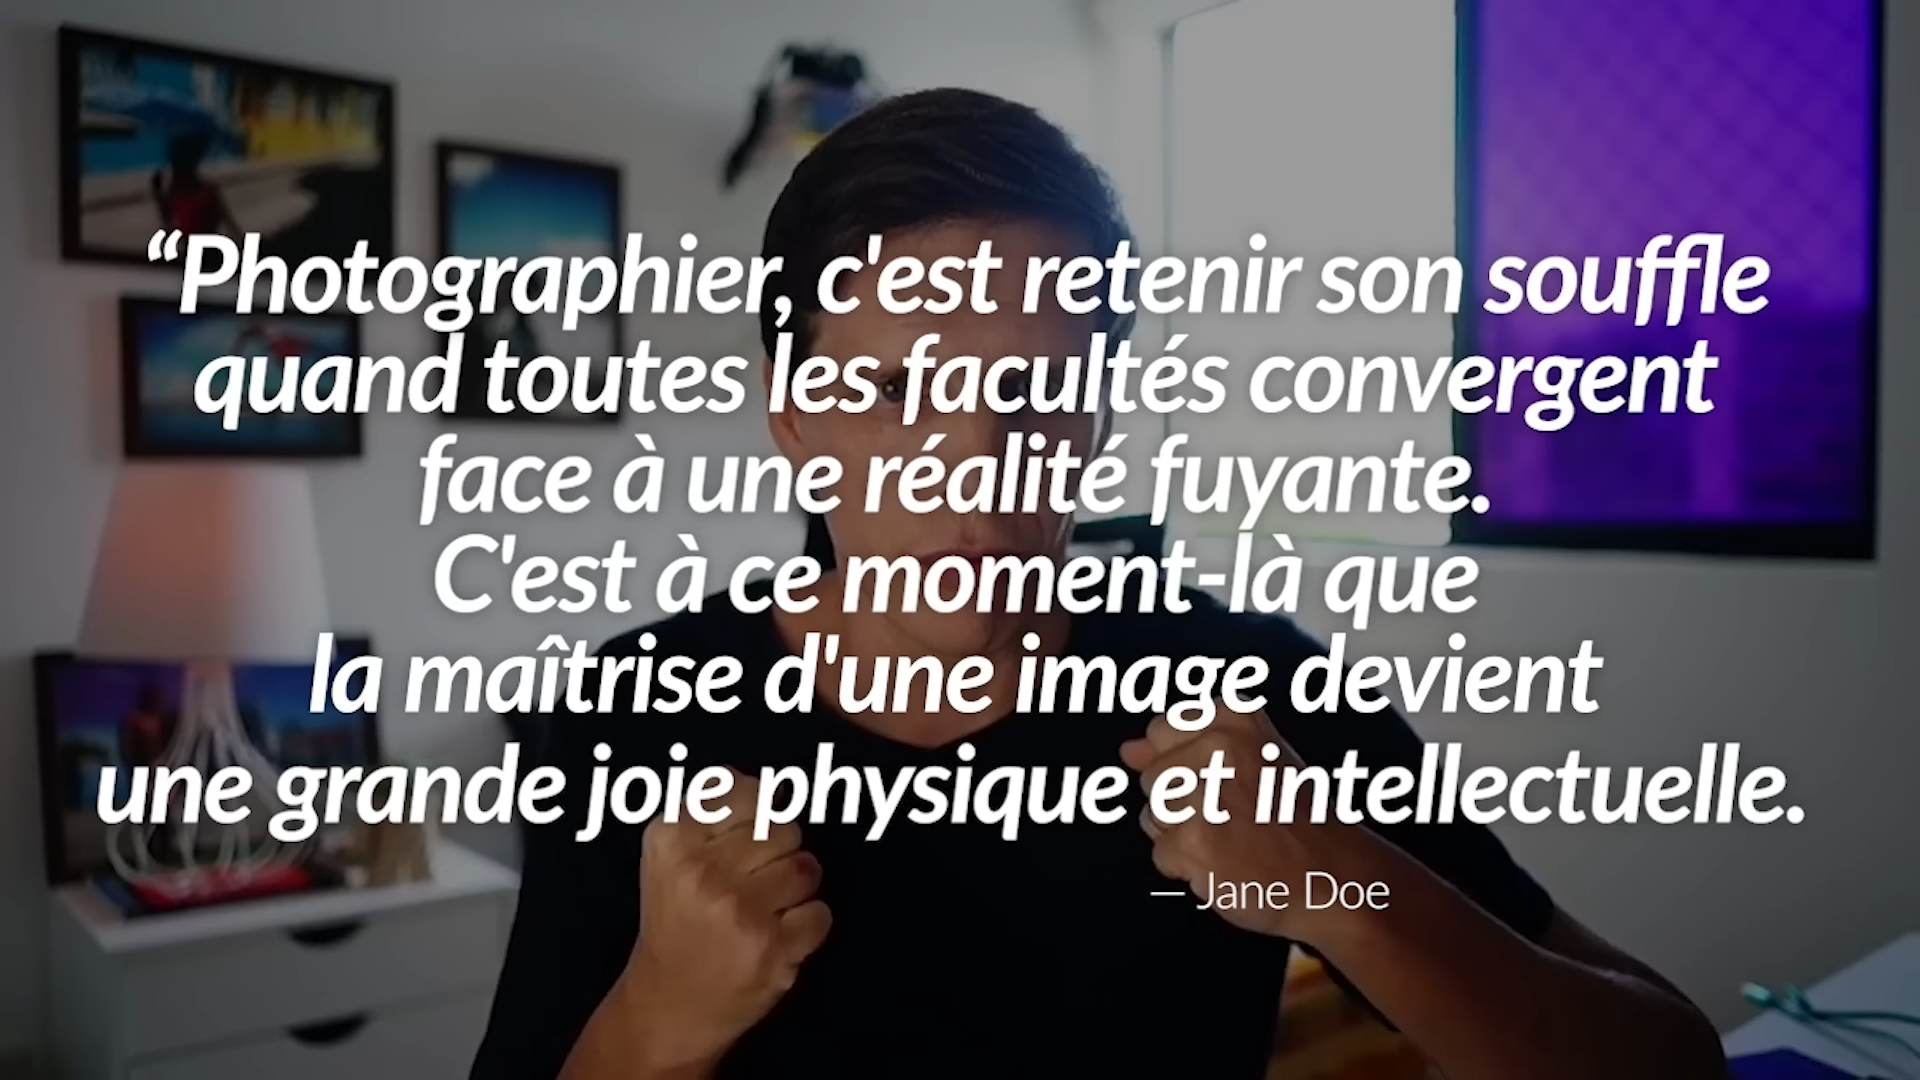 “Photographier, c'est retenir son souffle
quand toutes les facultés convergent
face à une réalité fuyante.
C'est à ce moment-là que
la maîtrise d'une image devient
une grande joie physique et intellectuelle.
— Jane Doe